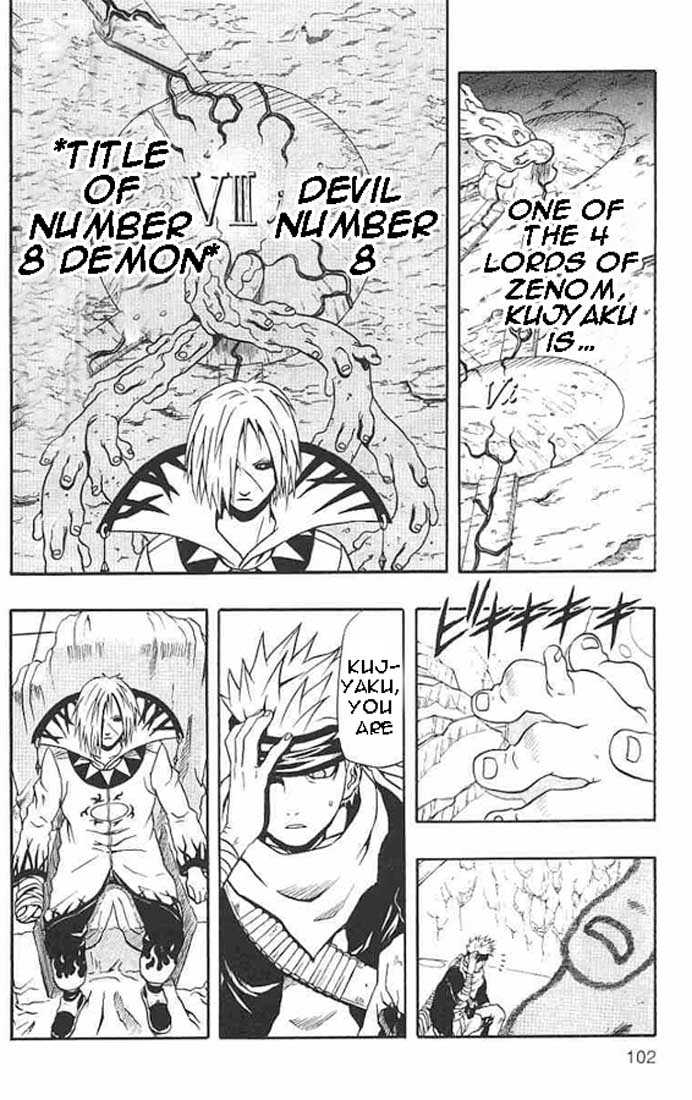 ONE OF
THE 4
LORDS OF
ZENOM,
KUJYAKU
IS...
VI
DEVIL
NUMBER
8
VII
*TITLE
OF
NUMBER
8 DEMON*
ビキキキキ
KUJ-
YAKU,
YOU
ARE
102